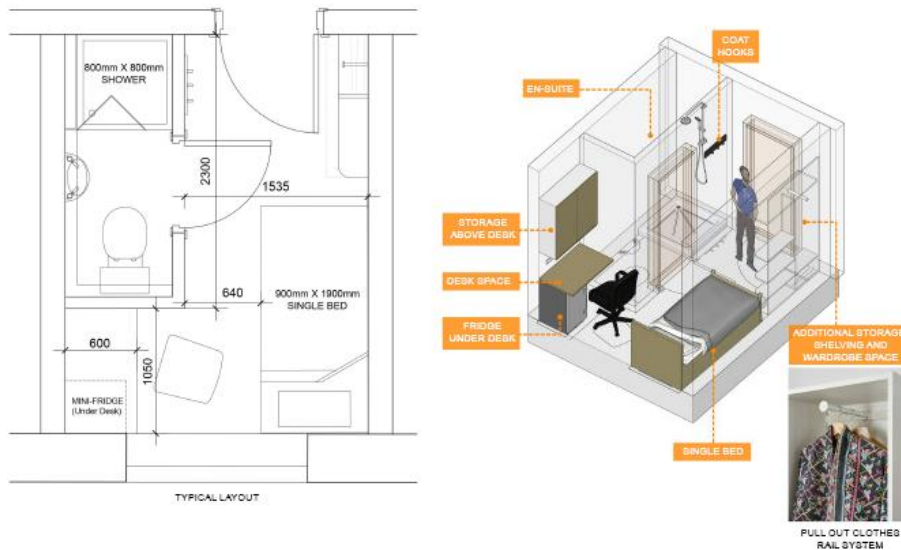 800mm X 800mm
SHOWER
2300
1535
640
900mm X 1900mm
SINGLE BED
600
1050
MINI-FRIDGE
(Under Desk)
TYPICAL LAYOUT
COAT
HOOKS
EN-SUITE
STORAGE
ABOVE DESK
DESK SPACE
FRIDGE
UNDER DESK
ADDITIONAL STORAGE
SHELVING AND
WARDROBE SPACE
SINGLE BED
PULL OUT CLOTHES
RAIL SYSTEM